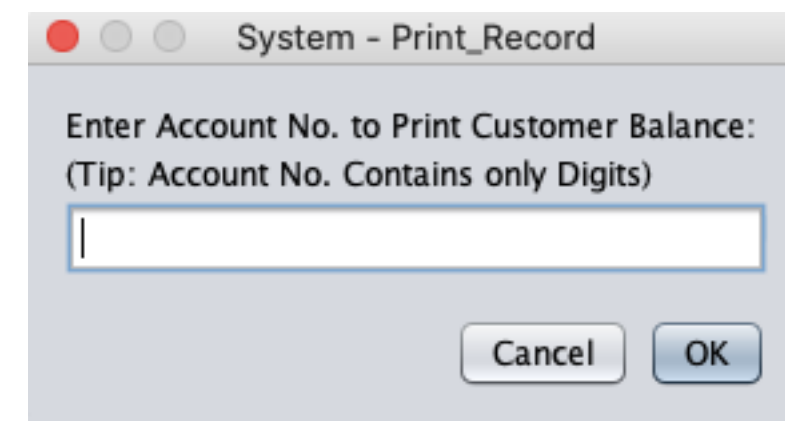 System - Print_Record
Enter Account No. to Print Customer Balance:
(Tip: Account No. Contains only Digits)
Cancel OK